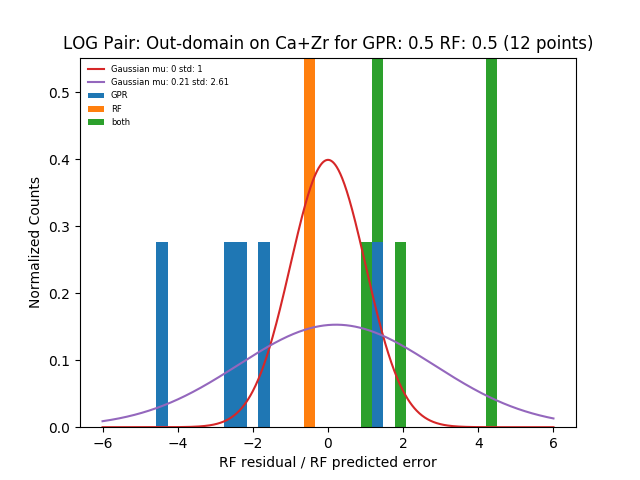 LOG Pair: Out-domain on Ca+Zr for GPR: 0.5 RF: 0.5 (12 points)
Gaussian mu: 0 std: 1
Gaussian mu: 0.21 std: 2.61
GPR
RF
both
Normalized Counts
0.5
0.4
0.3
0.2
0.1
0.0
−6 −4 −2 0 2 4 6
RF residual / RF predicted error